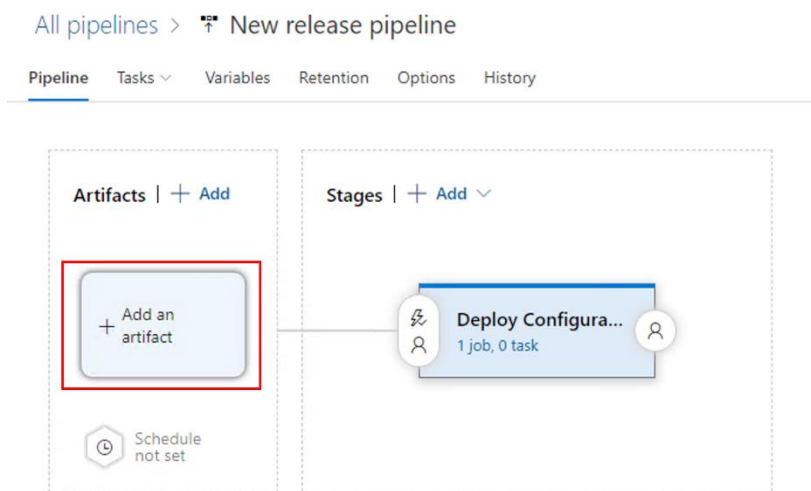 All pipelines > New release pipeline
Pipeline Tasks Variables Retention Options History
Artifacts | + Add
Stages | + Add
+ Add an
artifact
Deploy Configura...
1 job, 0 task
Schedule
not set